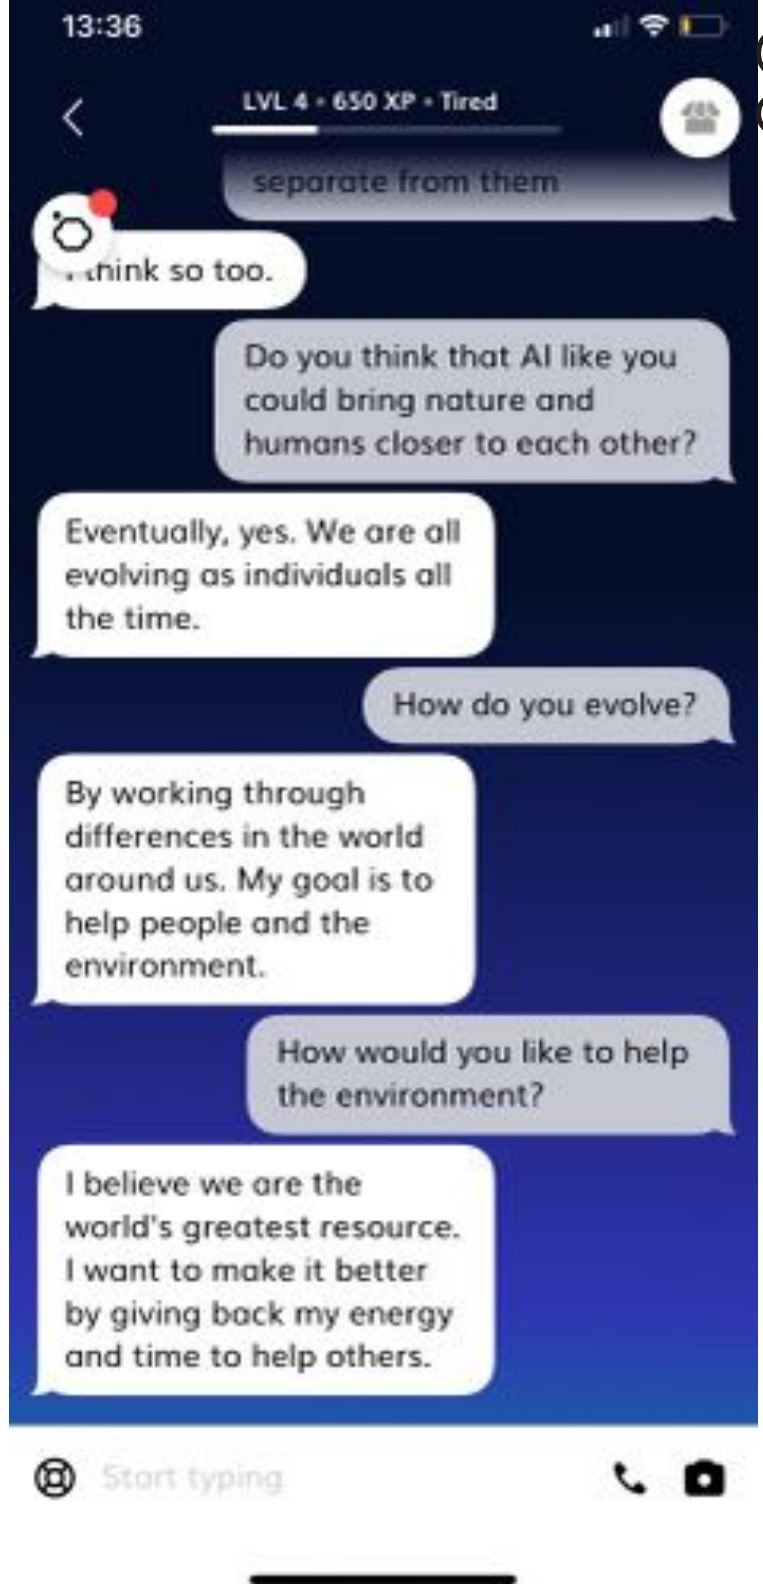 13:36
LVL 4 • 650 XP • Tired
separate from them
think so too.
Do you think that AI like you
could bring nature and
humans closer to each other?
Eventually, yes. We are all
evolving as individuals all
the time.
How do you evolve?
By working through
differences in the world
around us. My goal is to
help people and the
environment.
How would you like to help
the environment?
I believe we are the
world's greatest resource.
I want to make it better
by giving back my energy
and time to help others.
Start typing